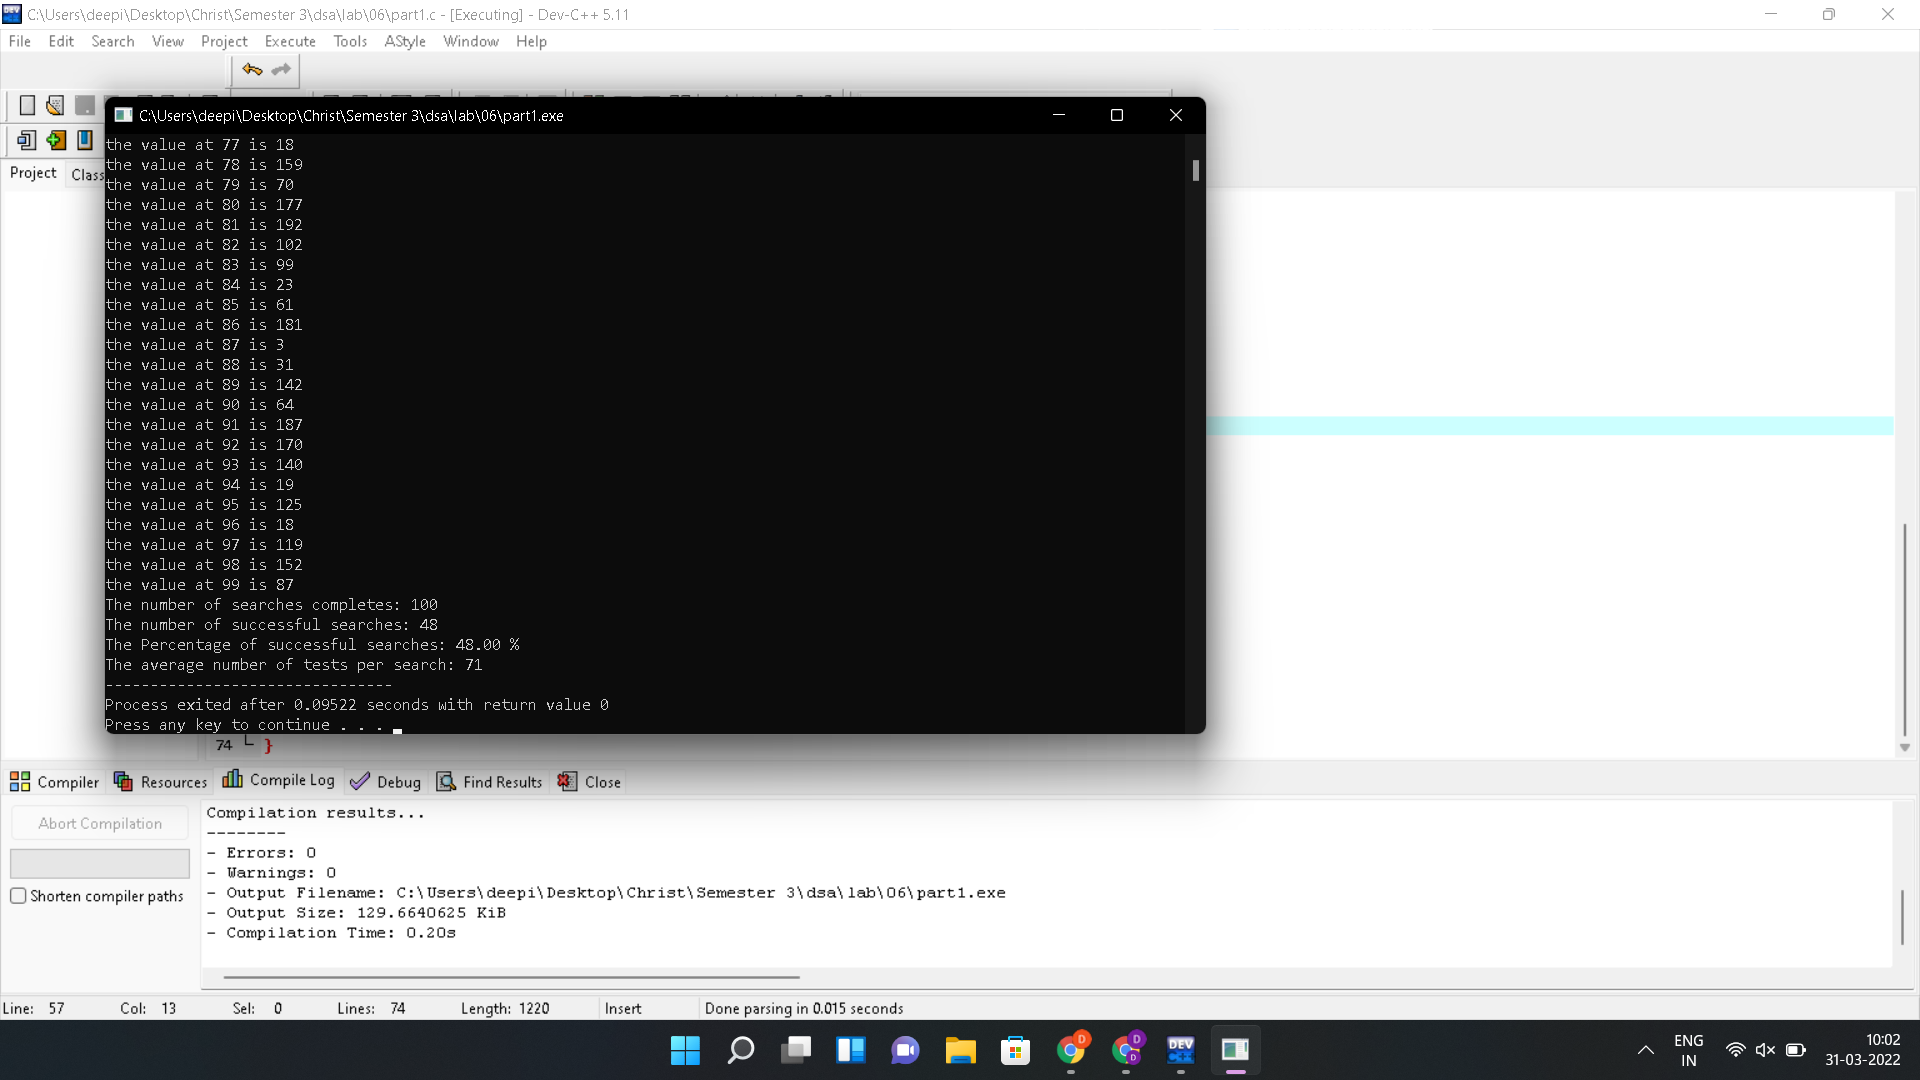 C:\Users\deepi\Desktop\Christ\Semester 3\dsa\lab\06\part1.c - [Executing] - Dev-C++ 5.11
File Edit Search View Project Execute Tools AStyle Window Help
C:\Users\deepi\Desktop\Christ\Semester 3\dsa\lab\06\part1.exe
Project Class
the value at 77 is 18
the value at 78 is 159
the value at 79 is 70
the value at 80 is 177
the value at 81 is 192
the value at 82 is 102
the value at 83 is 99
the value at 84 is 23
the value at 85 is 61
the value at 86 is 181
the value at 87 is 3
the value at 88 is 31
the value at 89 is 142
the value at 90 is 64
the value at 91 is 187
the value at 92 is 170
the value at 93 is 140
the value at 94 is 19
the value at 95 is 125
the value at 96 is 18
the value at 97 is 119
the value at 98 is 152
the value at 99 is 87
The number of searches completes: 100
The number of successful searches: 48
The Percentage of successful searches: 48.00 %
The average number of tests per search: 71
--------------------------------
Process exited after 0.09522 seconds with return value 0
Press any key to continue . . .
74 }
Compiler Resources Compile Log Debug Find Results Close
Abort Compilation
Shorten compiler paths
Compilation results...
--------
- Errors: 0
- Warnings: 0
- Output Filename: C:\Users\deepi\Desktop\Christ\Semester 3\dsa\lab\06\part1.exe
- Output Size: 129.6640625 KiB
- Compilation Time: 0.20s
Line: 57 Col: 13 Sel: 0 Lines: 74 Length: 1220 Insert Done parsing in 0.015 seconds
D
D
D
DEV
C++
ENG
IN
10:02
31-03-2022